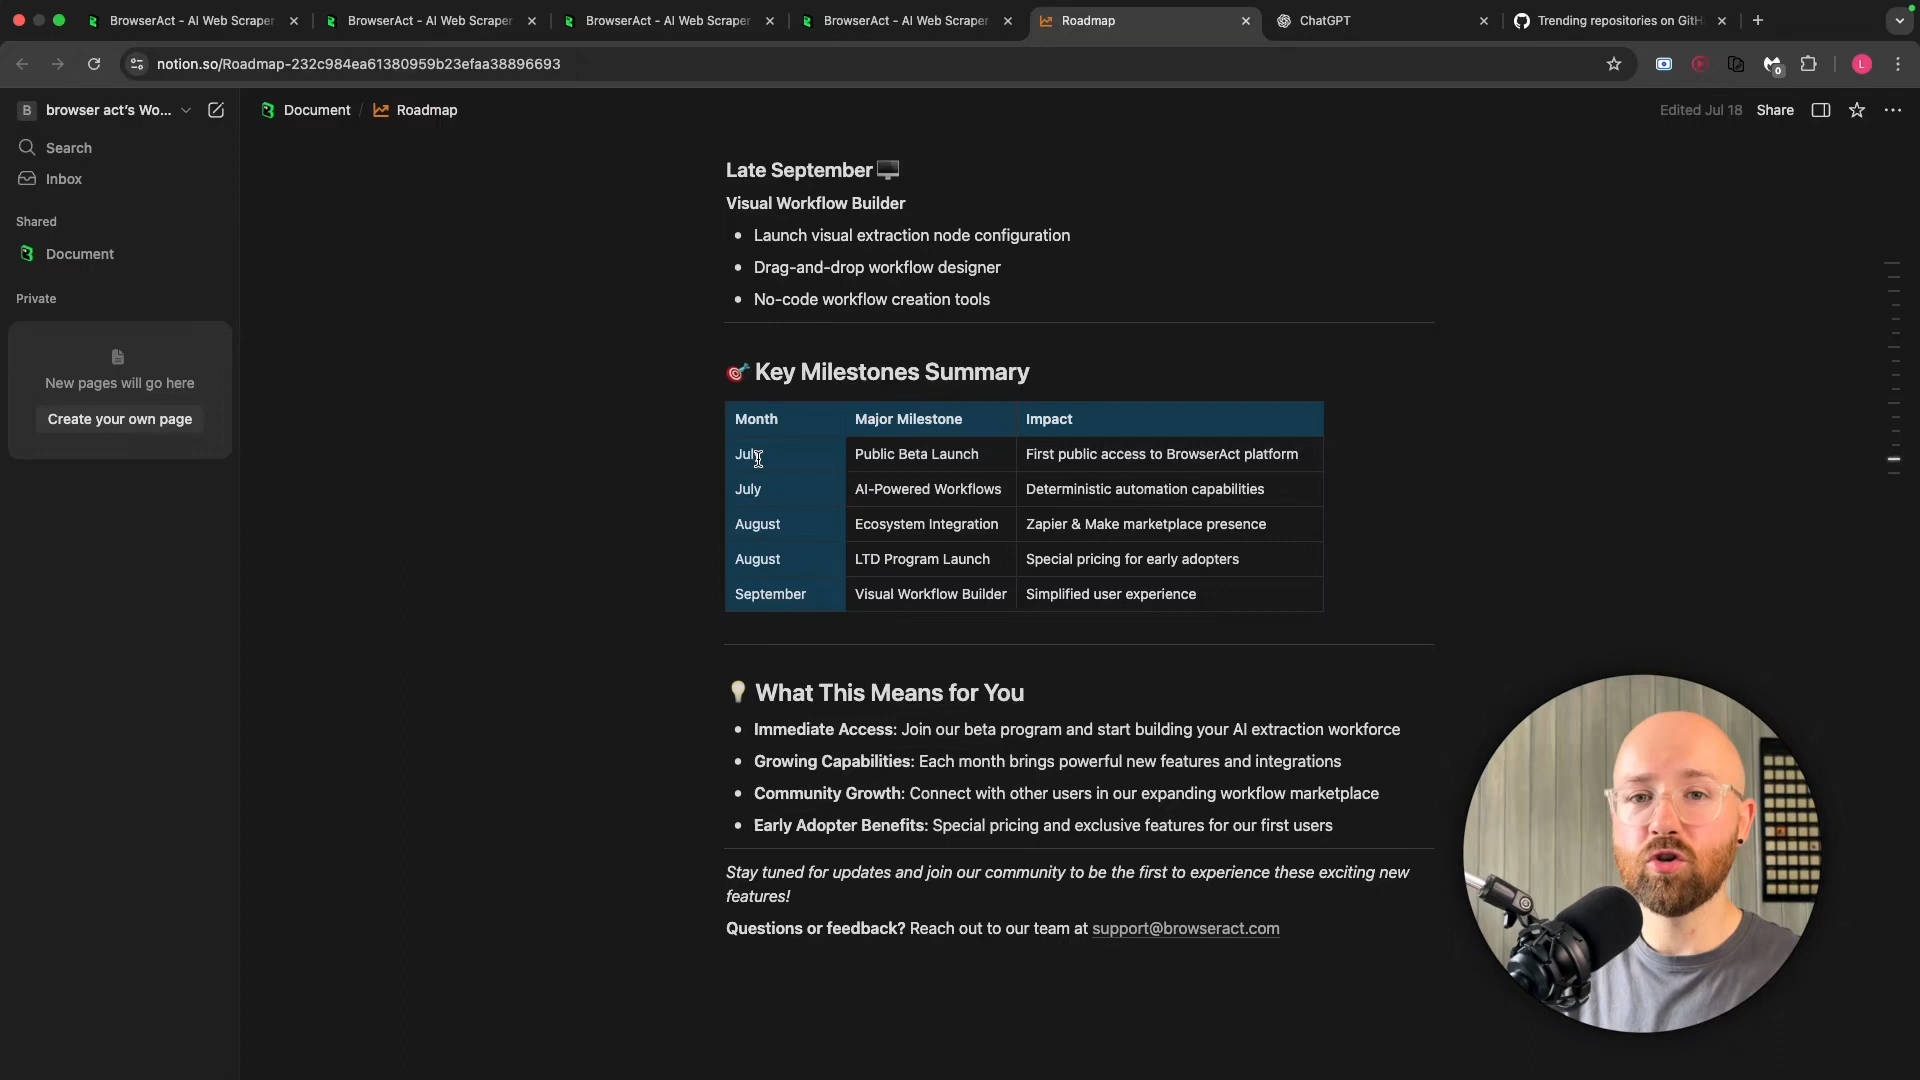 BrowserAct - AI Web Scraper
BrowserAct - AI Web Scraper
BrowserAct - AI Web Scraper
BrowserAct - AI Web Scraper
Roadmap
ChatGPT
Trending repositories on GitH
notion.so/Roadmap-232c984ea61380959b23efaa38896693
0
L
B
browser act's Wo...
Document / Roadmap
Edited Jul 18
Share
Search
Inbox
Shared
Document
Private
New pages will go here
Create your own page
Late September
Visual Workflow Builder
• Launch visual extraction node configuration
• Drag-and-drop workflow designer
• No-code workflow creation tools
Key Milestones Summary
Month Major Milestone Impact
July Public Beta Launch First public access to BrowserAct platform
July AI-Powered Workflows Deterministic automation capabilities
August Ecosystem Integration Zapier & Make marketplace presence
August LTD Program Launch Special pricing for early adopters
September Visual Workflow Builder Simplified user experience
What This Means for You
• Immediate Access: Join our beta program and start building your AI extraction workforce
• Growing Capabilities: Each month brings powerful new features and integrations
• Community Growth: Connect with other users in our expanding workflow marketplace
• Early Adopter Benefits: Special pricing and exclusive features for our first users
Stay tuned for updates and join our community to be the first to experience these exciting new
features!
Questions or feedback? Reach out to our team at support@browseract.com